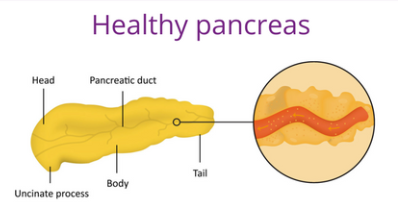 Healthy pancreas
Head
Pancreatic duct
Tail
Body
Uncinate process